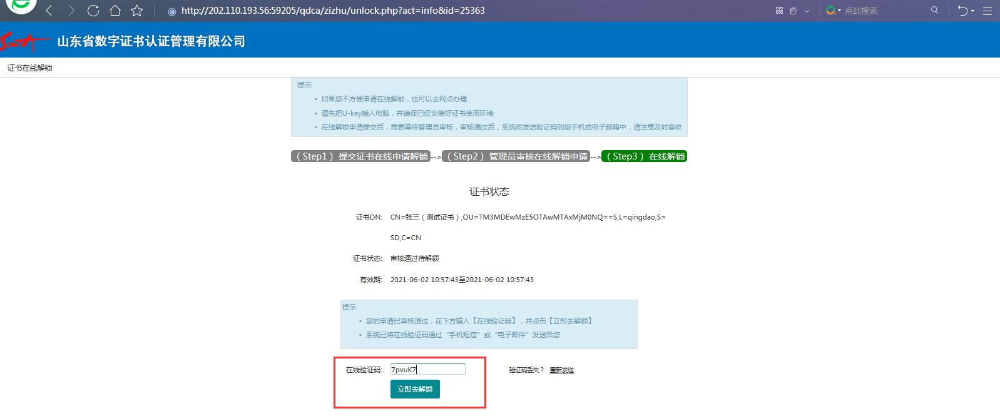 http://202.110.193.56:59205/qdca/zizhu/unlock.php?act=info&id=25363
点此搜索
山东省数字证书认证管理有限公司
证书在线解锁
提示
• 如果您不方便申请在线解锁，也可以去网点办理
• 请先把U-key插入电脑，并确保已经安装好证书使用环境
• 在线解锁申请提交后，需要等待管理员审核，审核通过后，系统将发送验证码到您手机或电子邮箱中，请注意及时查收
（Step1） 提交证书在线申请解锁-->（Step2） 管理员审核在线解锁申请-->（Step3） 在线解锁
证书状态
证书DN: CN=张三（测试证书）,OU=TM3MDEwMzE5OTAwMTAxMjM0NQ==S,L=qingdao,S=
SD,C=CN
证书状态: 审核通过待解锁
有效期: 2021-06-02 10:57:43至2021-06-02 10:57:43
提示
• 您的申请已审核通过，在下方输入【在线验证码】，并点击【立即去解锁】
• 系统已将在线验证码通过“手机短信”或“电子邮件”发送给您
在线验证码: 7pvuK7 验证码丢失？ 重新发送
立即去解锁